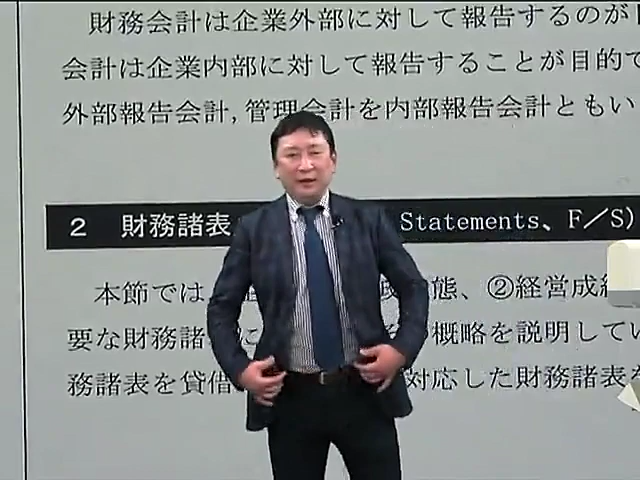 財務会計は企業外部に対して報告するのが
会計は企業内部に対して報告することが目的で
外部報告会計,管理会計を内部報告会計ともい
2 財務諸表 Statements、F／S)
本節では、 態、②経営成
要な財務諸 概略を説明してい
務諸表を貸借 対応した財務諸表を